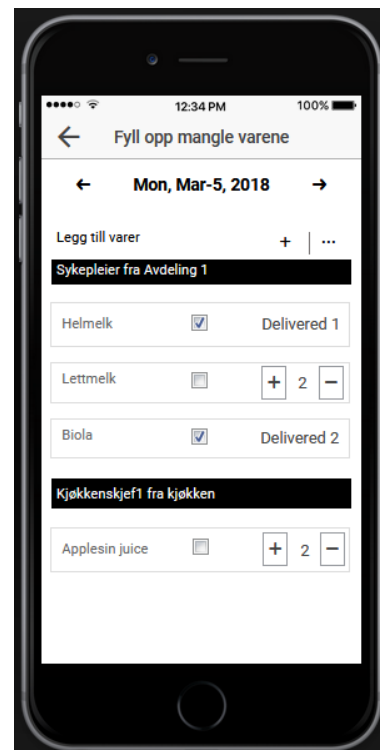 12:34 PM 100%
Fyll opp mangle varene
Mon, Mar-5, 2018
Legg till varer + | ...
Sykepleier fra Avdeling 1
Helmelk Delivered 1
Lettmelk + 2 −
Biola Delivered 2
Kjøkkenskjef1 fra kjøkken
Applesin juice + 2 −